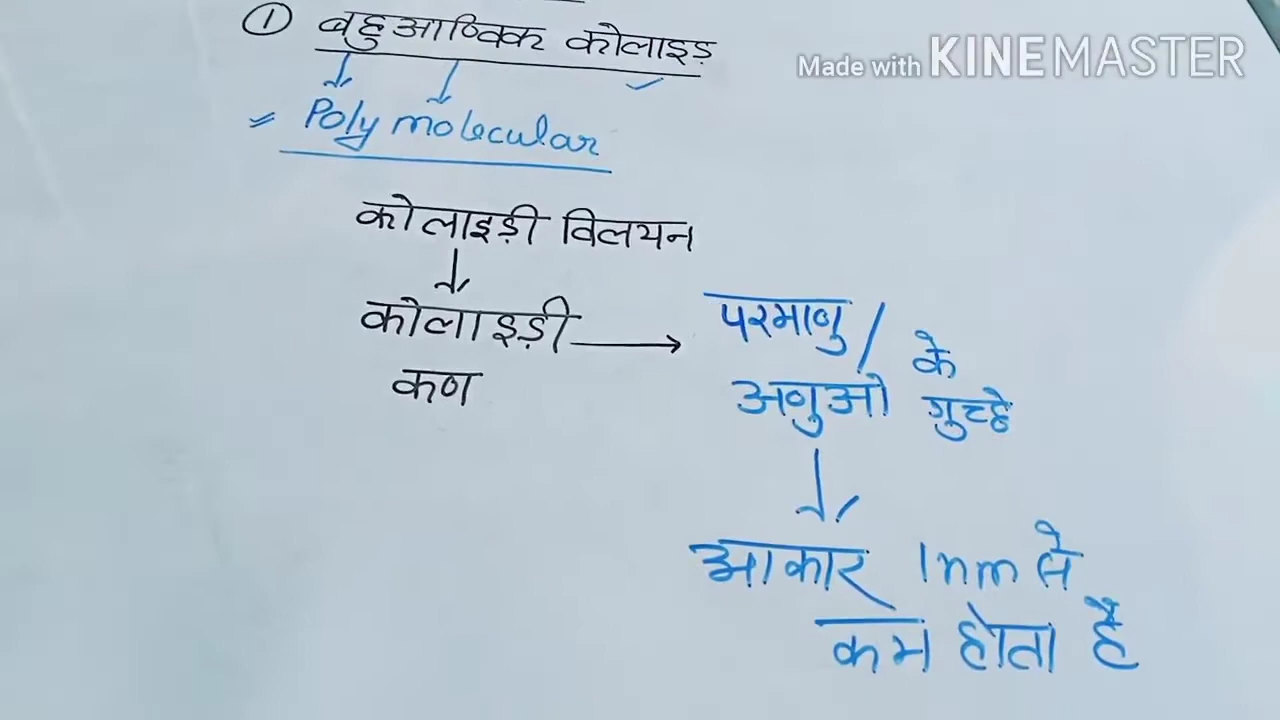 ① बहुआण्विक कोलाइड
Made with KINEMASTER
Poly molecular
कोलाइड़ी विलयन
कोलाइड़ी
कण
परमाणु/
अणुओ के गुच्छे
आकार 1nm से
कम होता है